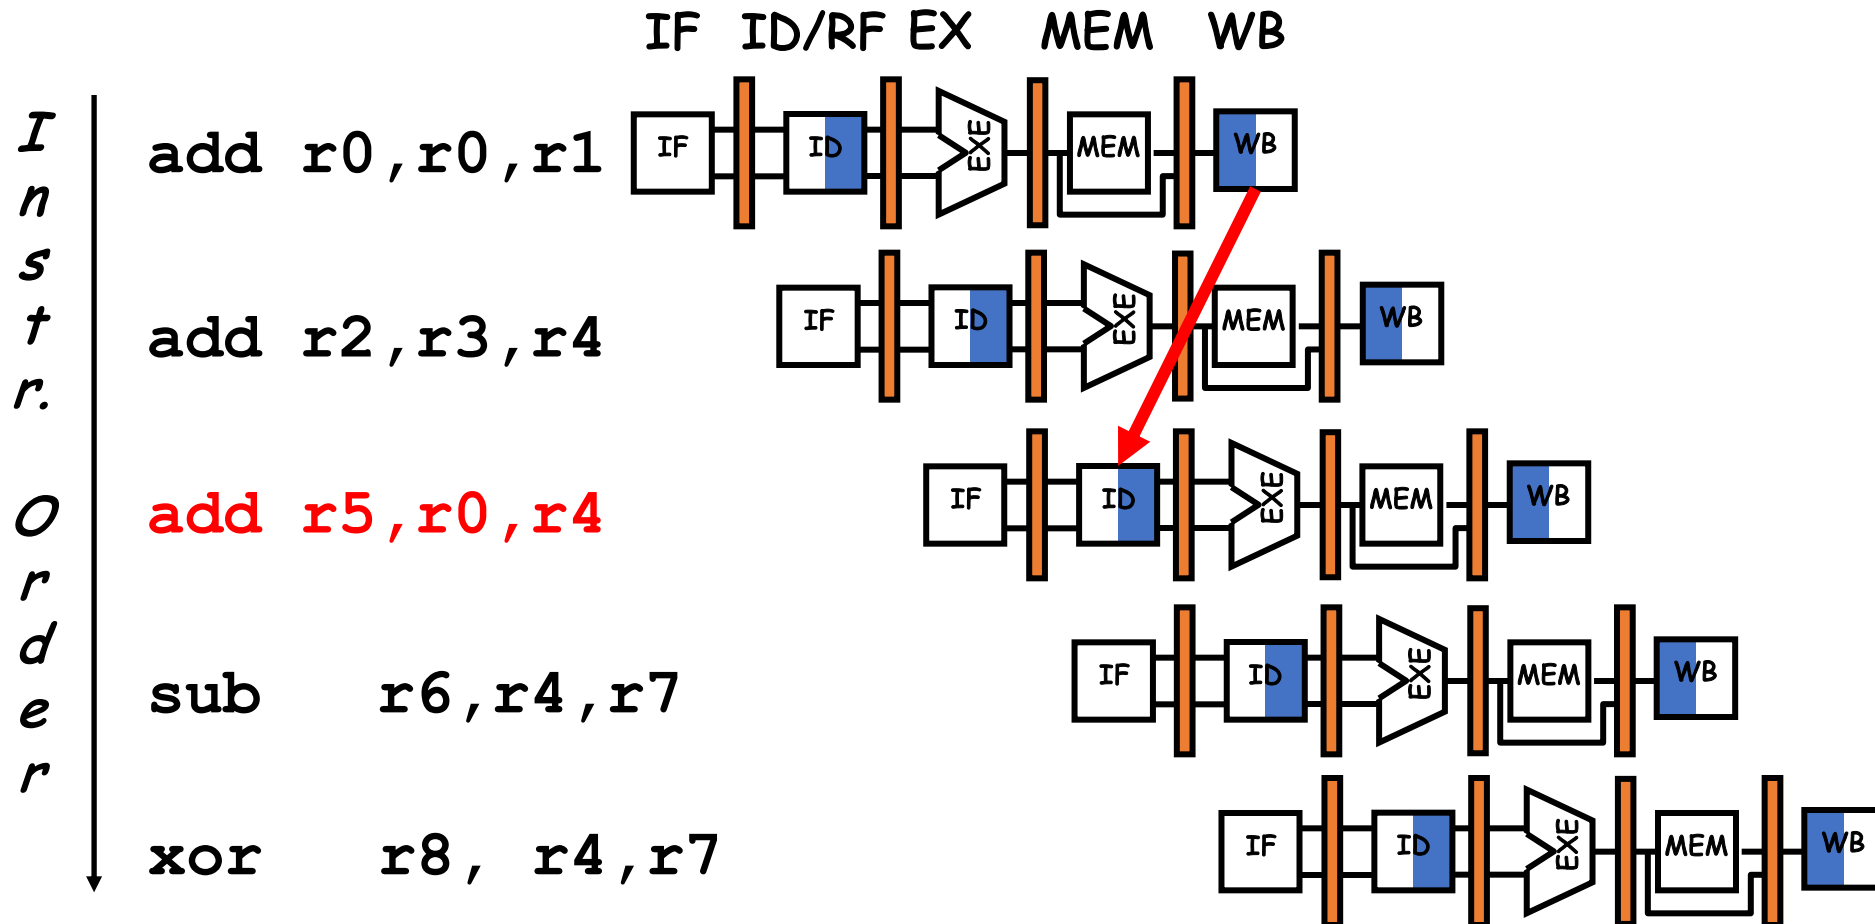 IF ID/RF EX MEM WB
Instr. Order
add r0,r0,r1 IF ID EXE MEM WB
add r2,r3,r4 IF ID EXE MEM WB
add r5,r0,r4 IF ID EXE MEM WB
sub r6,r4,r7 IF ID EXE MEM WB
xor r8, r4,r7 IF ID EXE MEM WB